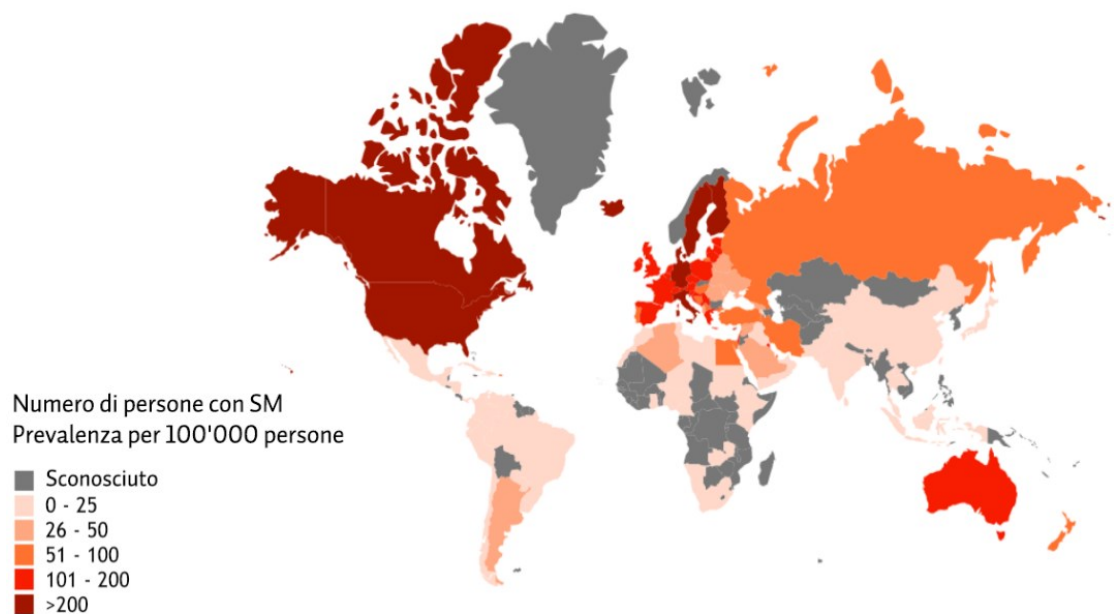 Numero di persone con SM
Prevalenza per 100'000 persone
Sconosciuto
0 - 25
26 - 50
51 - 100
101 - 200
>200